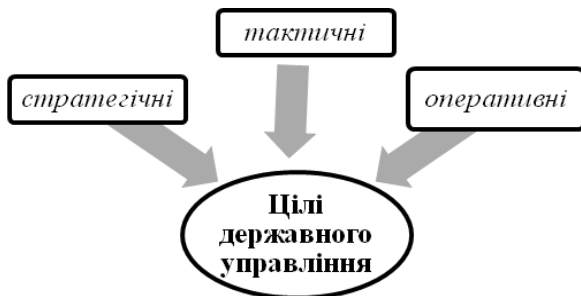 тактичні
стратегічні
оперативні
Цілі
державного
управління